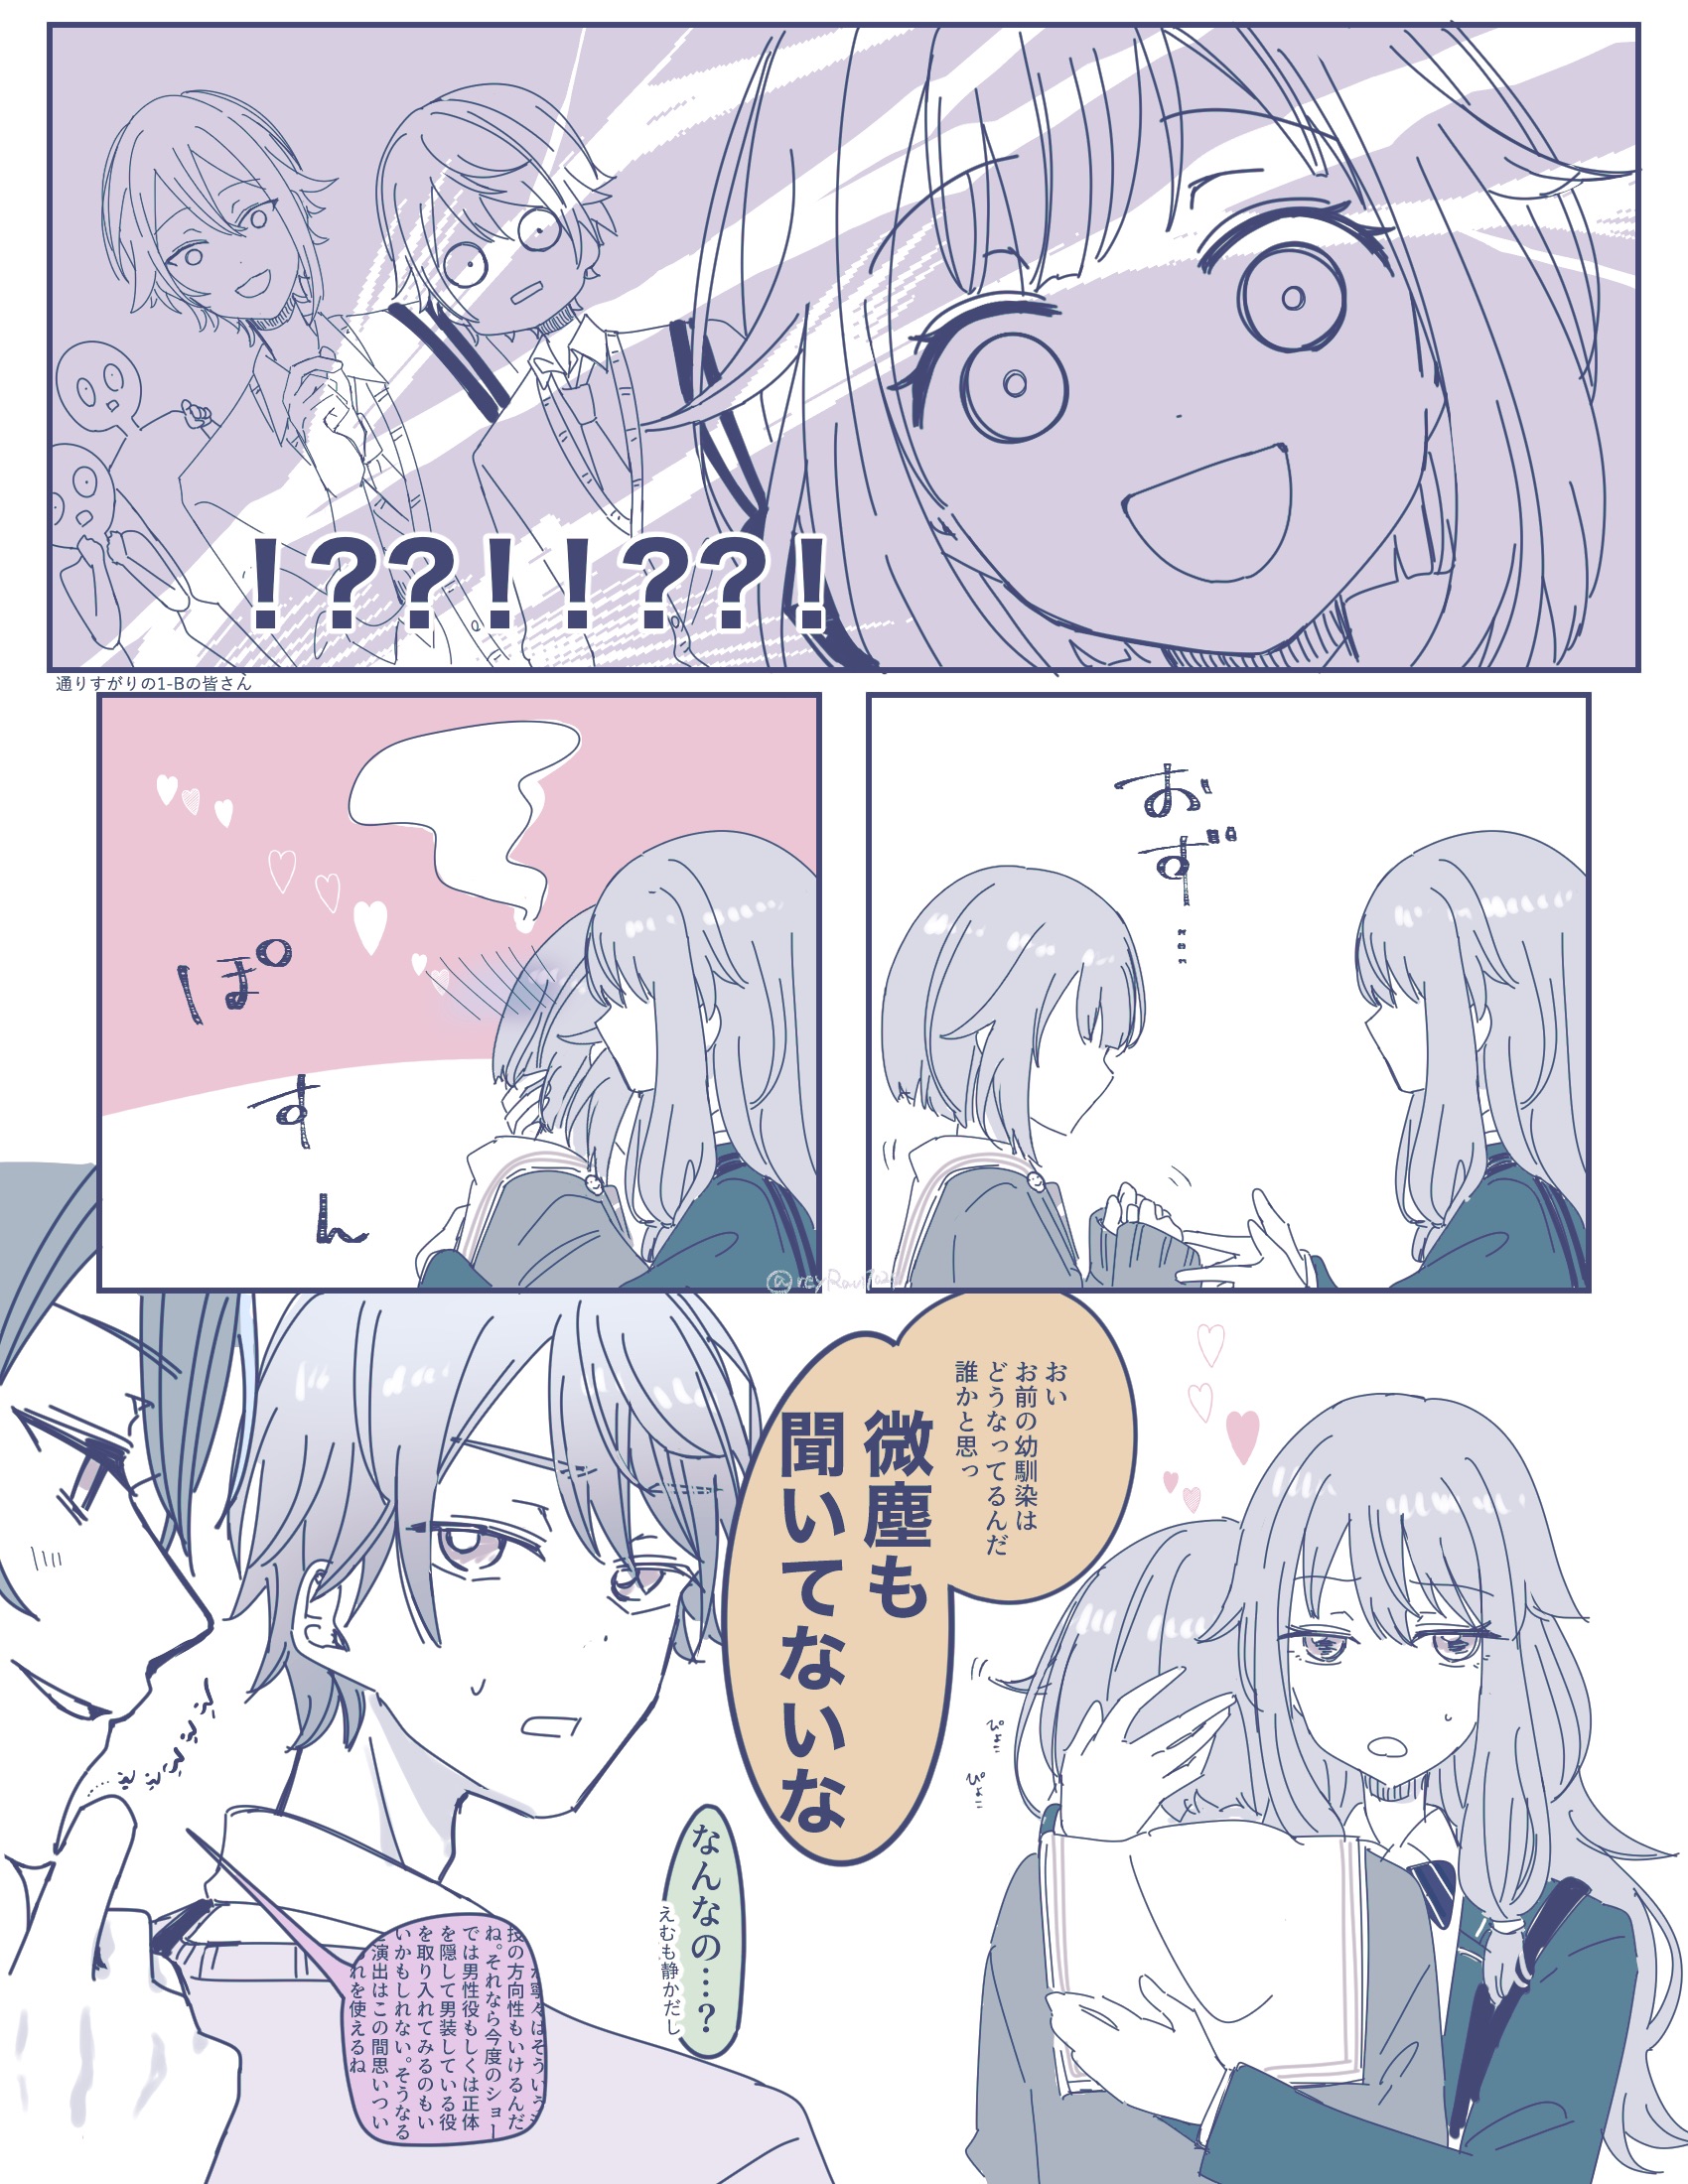 ！？？！！？？！
通りすがりの1-Bの皆さん
おず…
ぽすん
おい
お前の幼馴染は
どうなってるんだ
誰かと思っ
微塵も
聞いてないな
ぴょこ
ぴょこ
なんなの…？
えむも静かだし
寧々はそういう
技の方向性もいけるんだ
ね。それなら今度のショー
では男性役もしくは正体
を隠して男装している役
を取り入れてみるのもい
いかもしれない。そうなる
演出はこの間思いつい
れを使えるね